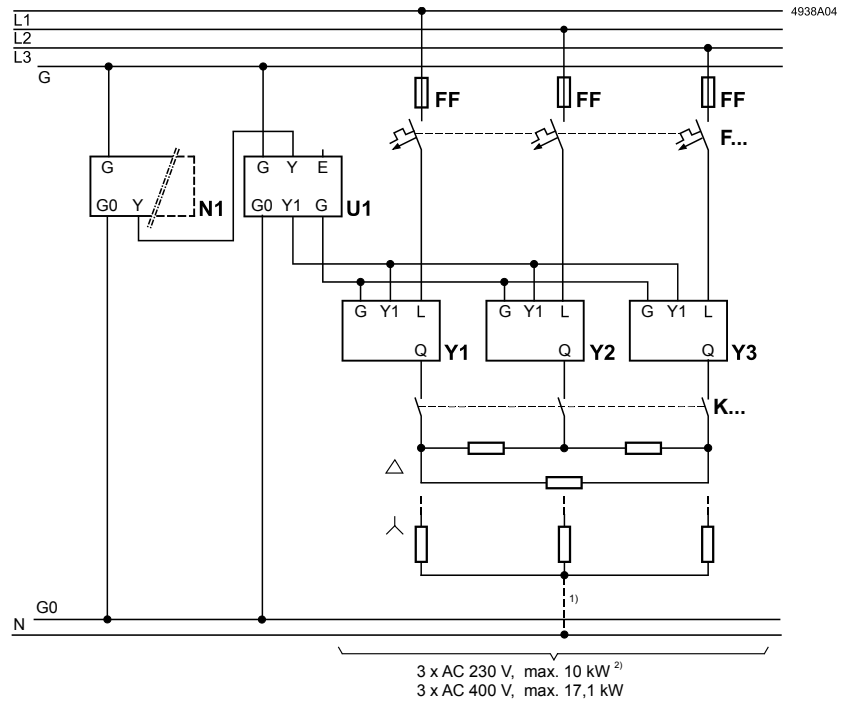 4938A04
L1
L2
L3
G
FF FF FF
F...
G
G0 Y N1
G Y E
G0 Y1 G U1
G Y1 L G Y1 L G Y1 L
Q Y1 Q Y2 Q Y3
K...
1)
G0
N
3 x AC 230 V, max. 10 kW 2)
3 x AC 400 V, max. 17,1 kW